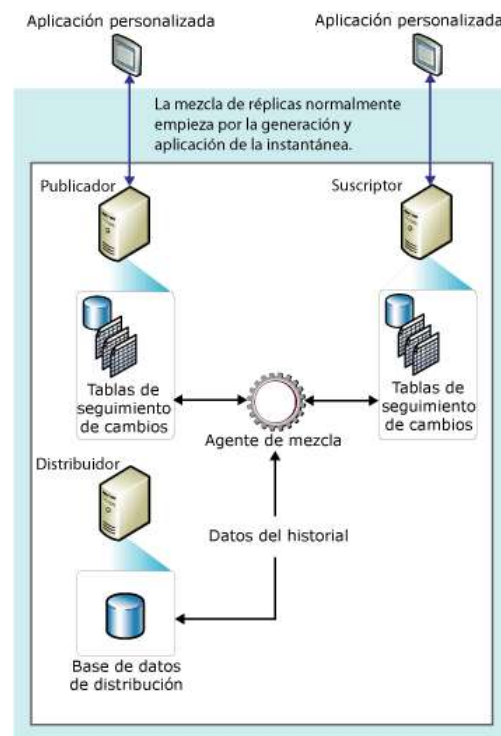 Aplicación personalizada
Aplicación personalizada
La mezcla de réplicas normalmente
empieza por la generación y
aplicación de la instantánea.
Publicador
Suscriptor
Tablas de
seguimiento
de cambios
Tablas de
seguimiento
de cambios
Agente de mezcla
Distribuidor
Datos del historial
Base de datos
de distribución